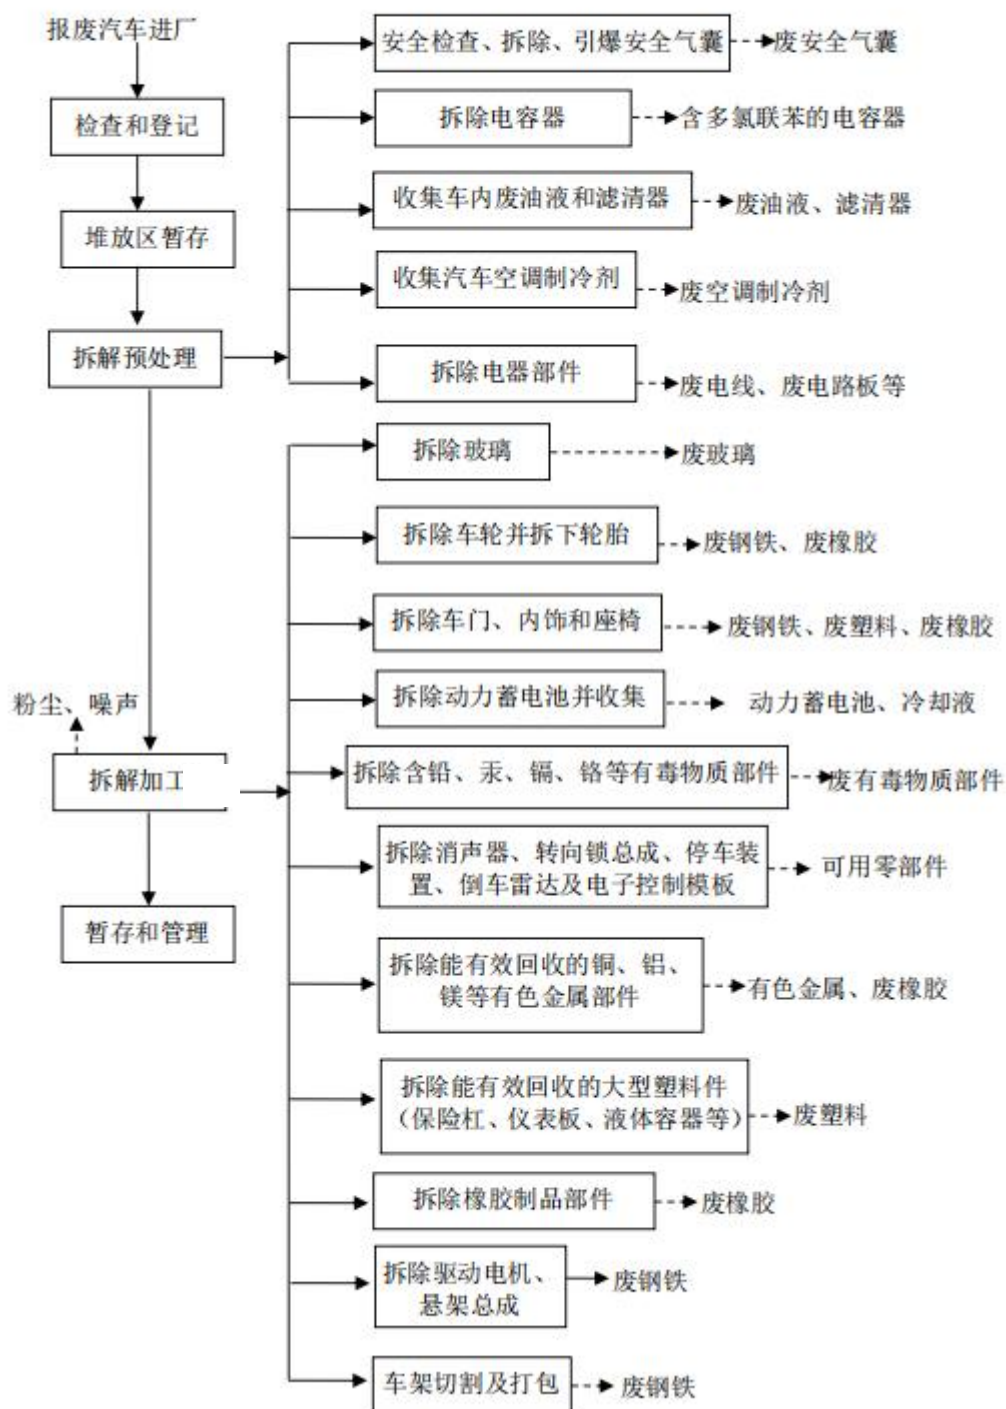 报废汽车进厂
检查和登记
堆放区暂存
拆解预处理
粉尘、噪声
拆解加工
暂存和管理
安全检查、拆除、引爆安全气囊
废安全气囊
拆除电容器
含多氯联苯的电容器
收集车内废油液和滤清器
废油液、滤清器
收集汽车空调制冷剂
废空调制冷剂
拆除电器部件
废电线、废电路板等
拆除玻璃
废玻璃
拆除车轮并拆下轮胎
废钢铁、废橡胶
拆除车门、内饰和座椅
废钢铁、废塑料、废橡胶
拆除动力蓄电池并收集
动力蓄电池、冷却液
拆除含铅、汞、镉、铬等有毒物质部件
废有毒物质部件
拆除消声器、转向锁总成、停车装
置、倒车雷达及电子控制模板
可用零部件
拆除能有效回收的铜、铝、
镁等有色金属部件
有色金属、废橡胶
拆除能有效回收的大型塑料件
（保险杠、仪表板、液体容器等）
废塑料
拆除橡胶制品部件
废橡胶
拆除驱动电机、
悬架总成
废钢铁
车架切割及打包
废钢铁